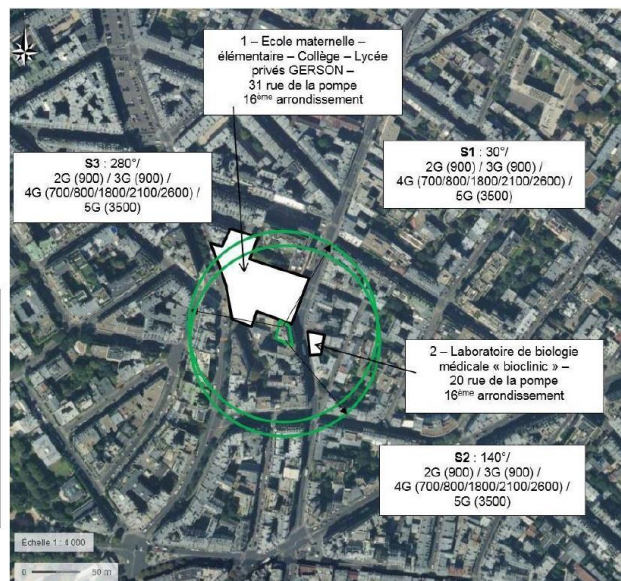 1 – Ecole maternelle –
élémentaire – Collège – Lycée
privés GERSON –
31 rue de la pompe
16ème arrondissement
S3 : 280°/
2G (900) / 3G (900) /
4G (700/800/1800/2100/2600) /
5G (3500)
S1 : 30°/
2G (900) / 3G (900) /
4G (700/800/1800/2100/2600) /
5G (3500)
2 – Laboratoire de biologie
médicale « bioclinic » –
20 rue de la pompe
16ème arrondissement
S2 : 140°/
2G (900) / 3G (900) /
4G (700/800/1800/2100/2600) /
5G (3500)
Échelle 1 : 4 000
0 50 m